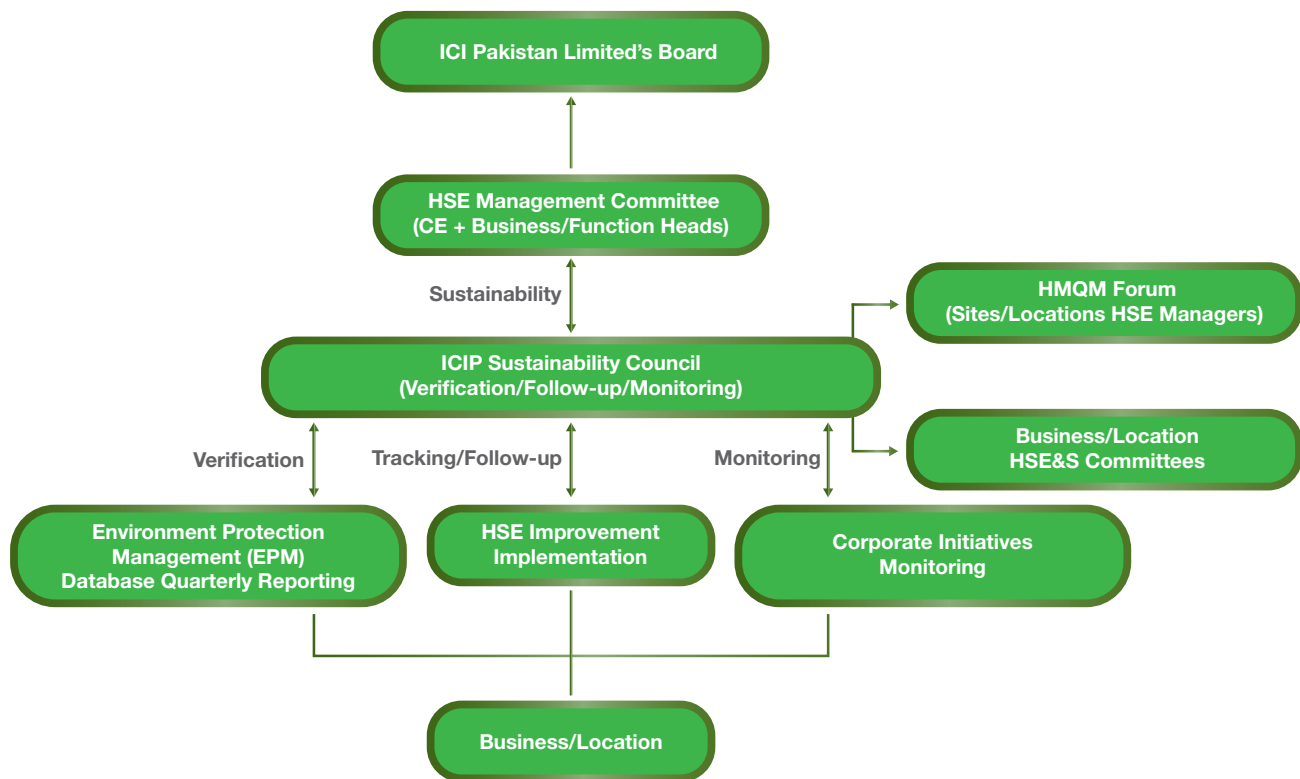 ICI Pakistan Limited's Board
HSE Management Committee
(CE + Business/Function Heads)
Sustainability
HMQM Forum
(Sites/Locations HSE Managers)
ICIP Sustainability Council
(Verification/Follow-up/Monitoring)
Business/Location
HSE&S Committees
Verification
Tracking/Follow-up
Monitoring
Environment Protection
Management (EPM)
Database Quarterly Reporting
HSE Improvement
Implementation
Corporate Initiatives
Monitoring
Business/Location